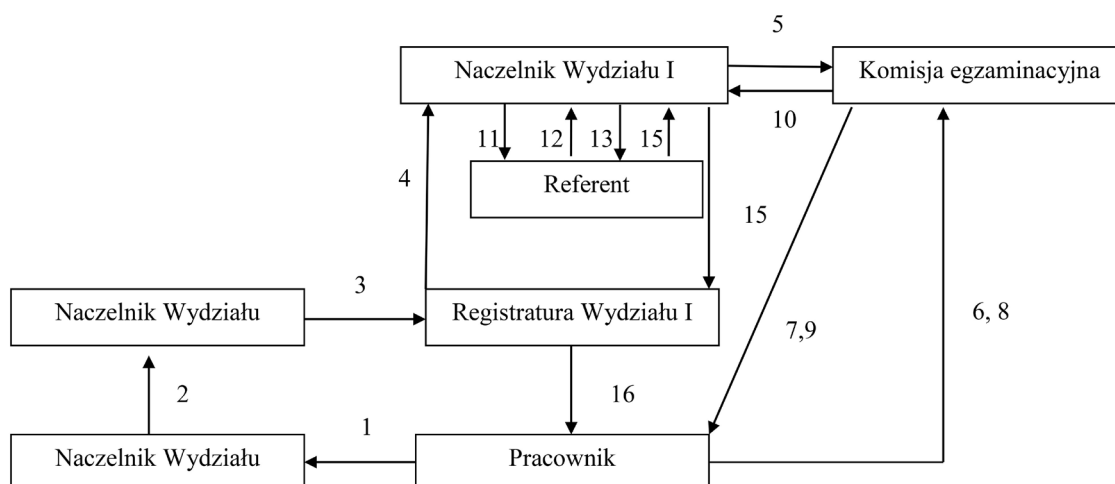 5
Naczelnik Wydziału I
Komisja egzaminacyjna
10
11
12
13
15
4
Referent
15
3
Naczelnik Wydziału
Registratura Wydziału I
7,9
6, 8
2
16
1
Naczelnik Wydziału
Pracownik